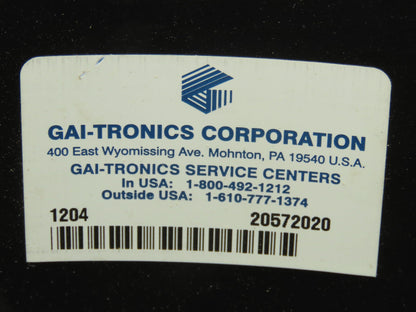 GAI-TRONICS CORPORATION
400 East Wyomissing Ave. Mohnton, PA 19540 U.S.A.
GAI-TRONICS SERVICE CENTERS
In USA: 1-800-492-1212
Outside USA: 1-610-777-1374
1204 20572020